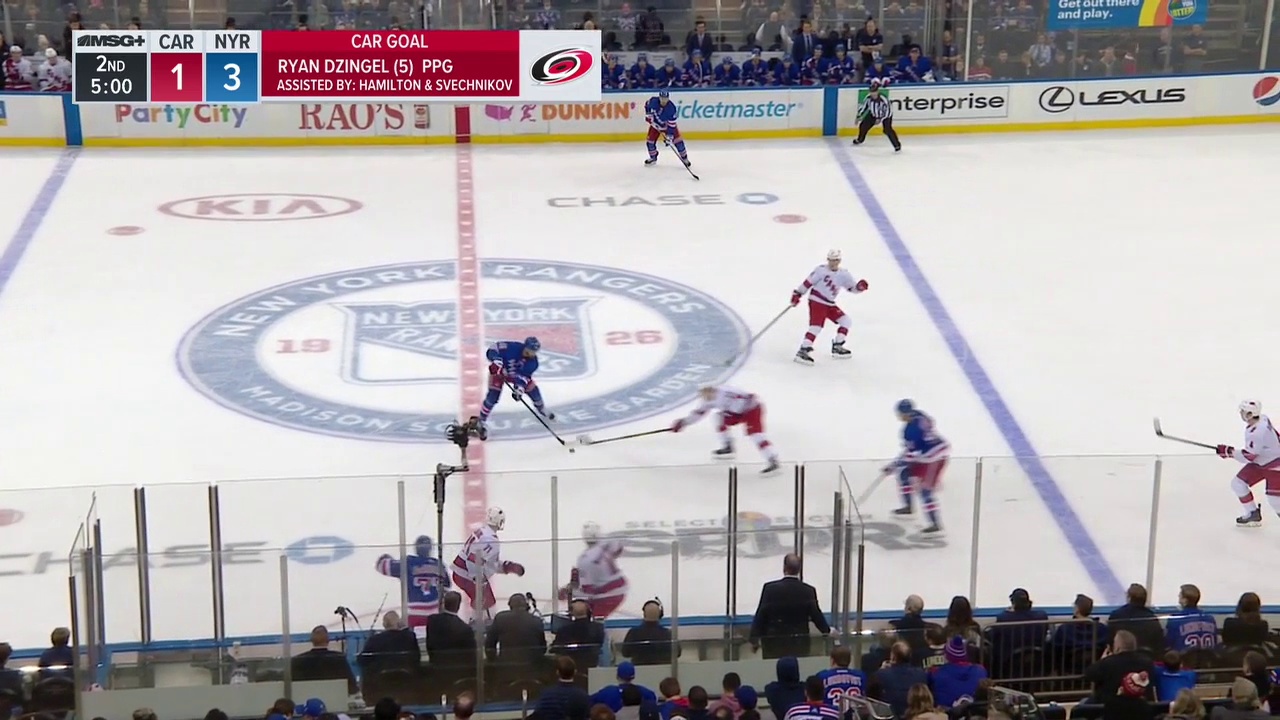 MSG+ CAR NYR
2ND 5:00 1 3
CAR GOAL
RYAN DZINGEL (5) PPG
ASSISTED BY: HAMILTON & SVECHNIKOV
Get out there
and play.
Party City RAO'S DUNKIN' ticketmaster enterprise LEXUS
KIA
CHASE
NEW YORK RANGERS
NEW YORK
19 26
MADISON SQUARE GARDEN
CHASE